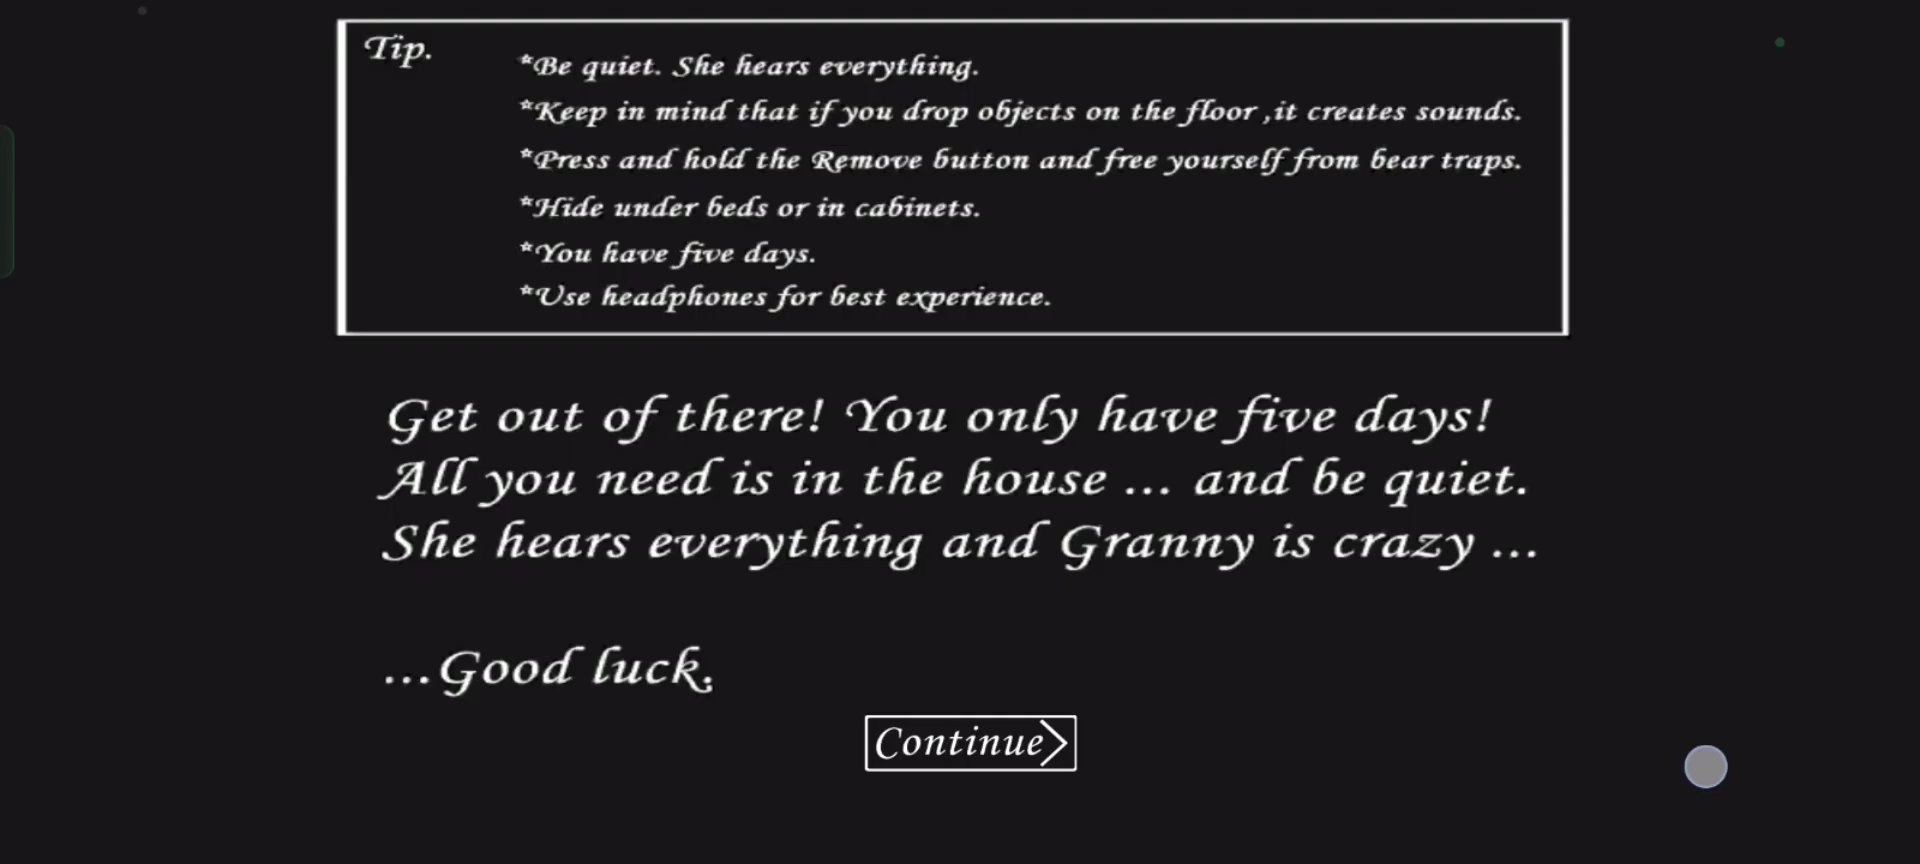 Tip.
*Be quiet. She hears everything.
*Keep in mind that if you drop objects on the floor ,it creates sounds.
*Press and hold the Remove button and free yourself from bear traps.
*Hide under beds or in cabinets.
*You have five days.
*Use headphones for best experience.
Get out of there! You only have five days!
All you need is in the house ... and be quiet.
She hears everything and Granny is crazy ...
...Good luck.
Continue